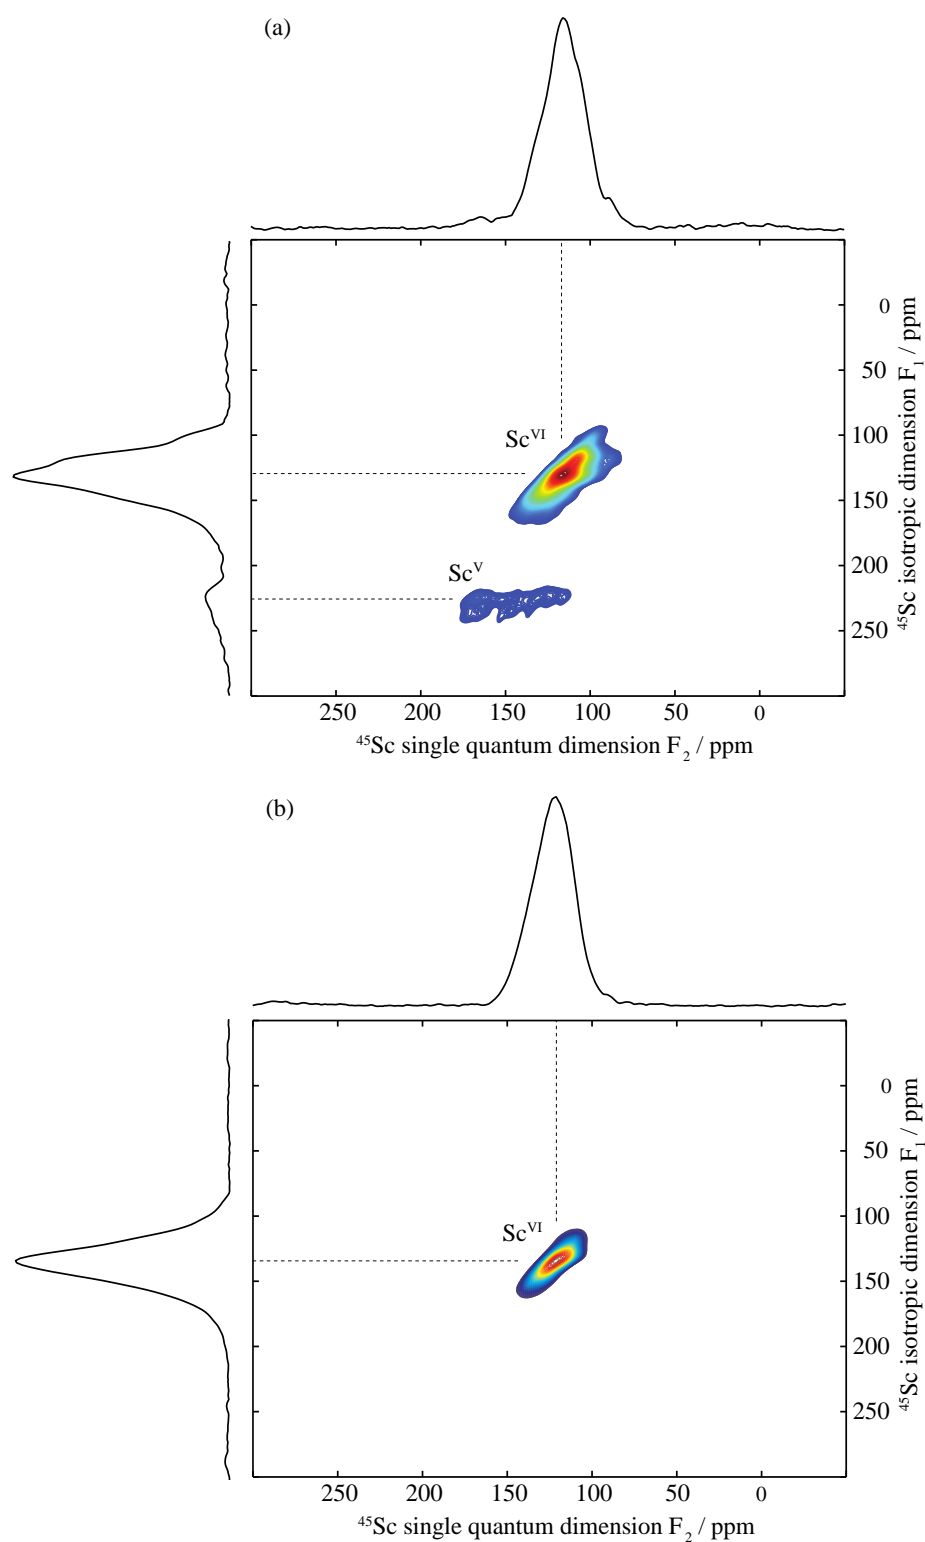 (a)
0
50
100
Sc^VI
150
200
Sc^V
250
⁴⁵Sc isotropic dimension F₁ / ppm
250 200 150 100 50 0
⁴⁵Sc single quantum dimension F₂ / ppm
(b)
0
50
100
Sc^VI
150
200
250
⁴⁵Sc isotropic dimension F₁ / ppm
250 200 150 100 50 0
⁴⁵Sc single quantum dimension F₂ / ppm